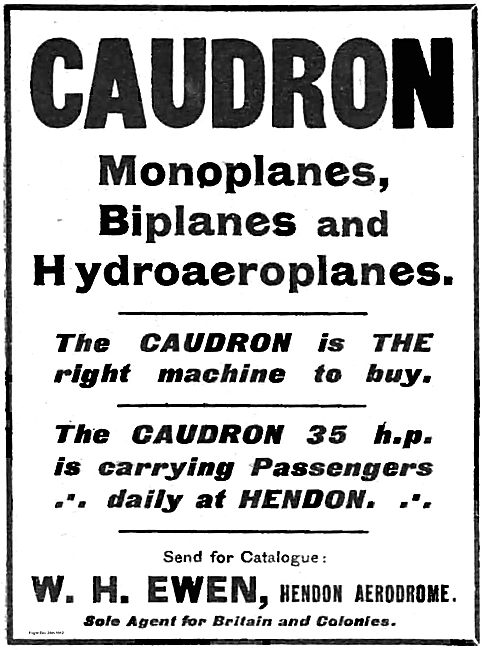 CAUDRON
Monoplanes,
Biplanes and
Hydroaeroplanes.
The CAUDRON is THE
right machine to buy.
The CAUDRON 35 h.p.
is carrying Passengers
.·. daily at HENDON. .·.
Send for Catalogue:
W. H. EWEN, HENDON AERODROME.
Sole Agent for Britain and Colonies.